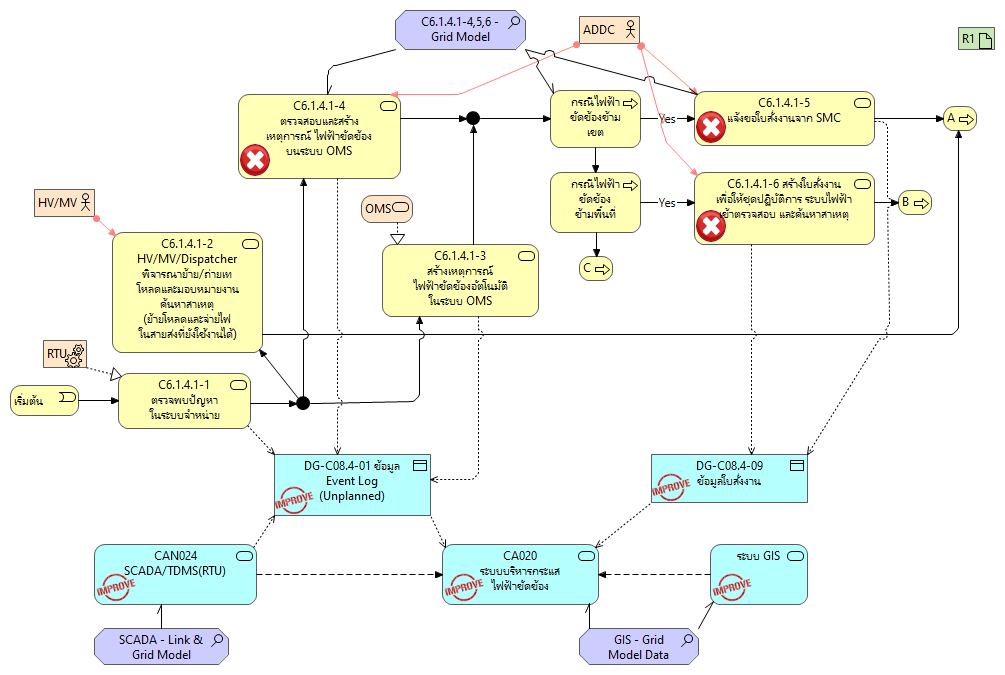 C6.1.4.1-4,5,6 -
Grid Model
ADDC
R1
C6.1.4.1-4
ตรวจสอบและสร้าง
เหตุการณ์ ไฟฟ้าขัดข้อง
บนระบบ OMS
กรณีไฟฟ้า
ขัดข้องข้าม
เขต
Yes
C6.1.4.1-5
แจ้งขอใบสั่งงานจาก SMC
A
HV/MV
OMS
กรณีไฟฟ้า
ขัดข้อง
ข้ามพื้นที่
Yes
C6.1.4.1-6 สร้างใบสั่งงาน
เพื่อให้ชุดปฏิบัติการ ระบบไฟฟ้า
เข้าตรวจสอบ และค้นหาสาเหตุ
B
C6.1.4.1-2
HV/MV/Dispatcher
พิจารณาย้าย/ถ่ายเท
โหลดและมอบหมายงาน
ค้นหาสาเหตุ
(ย้ายโหลดและจ่ายไฟ
ในสายส่งที่ยังใช้งานได้)
C6.1.4.1-3
สร้างเหตุการณ์
ไฟฟ้าขัดข้องอัตโนมัติ
ในระบบ OMS
C
RTU
เริ่มต้น
C6.1.4.1-1
ตรวจพบปัญหา
ในระบบจำหน่าย
DG-C08.4-01 ข้อมูล
Event Log
(Unplanned)
IMPROVE
DG-C08.4-09
ข้อมูลใบสั่งงาน
IMPROVE
CAN024
SCADA/TDMS(RTU)
IMPROVE
CA020
ระบบบริหารกระแส
ไฟฟ้าขัดข้อง
IMPROVE
ระบบ GIS
IMPROVE
SCADA - Link &
Grid Model
GIS - Grid
Model Data